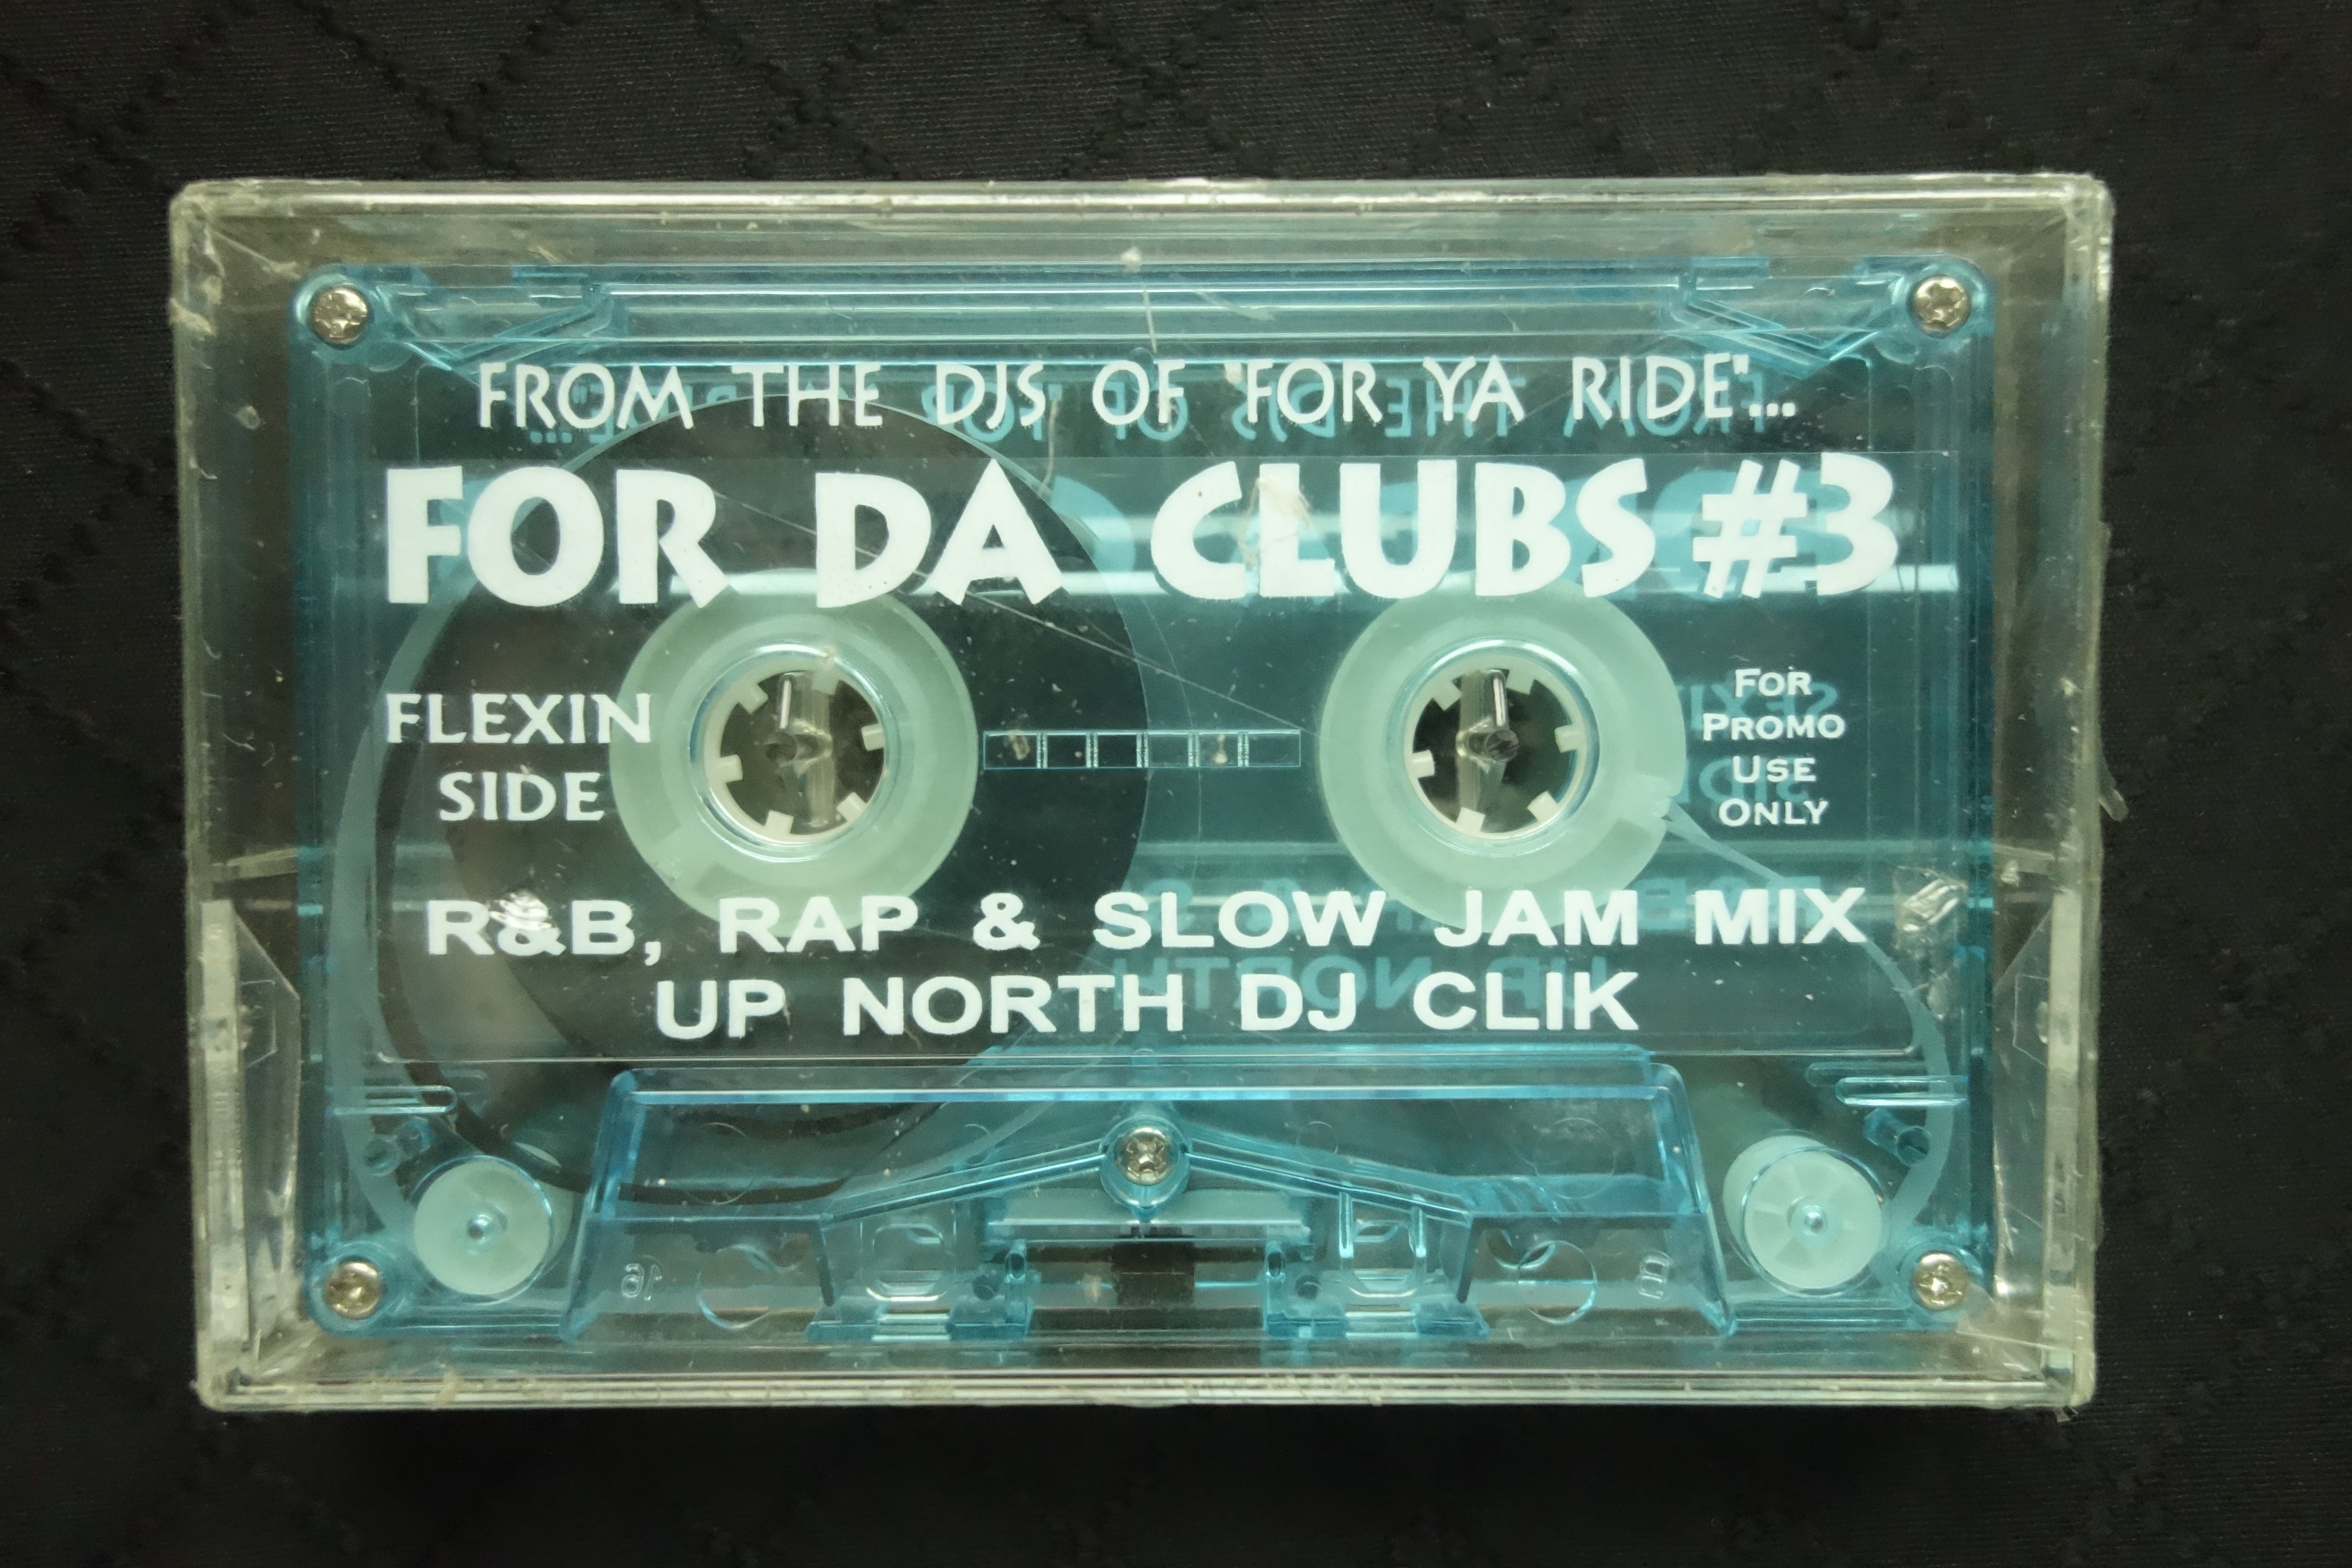 FROM THE DJS OF "FOR YA RIDE"...
FOR DA CLUBS #3
FLEXIN
SIDE
For
Promo
Use
Only
R&B, RAP & SLOW JAM MIX
UP NORTH DJ CLIK
16